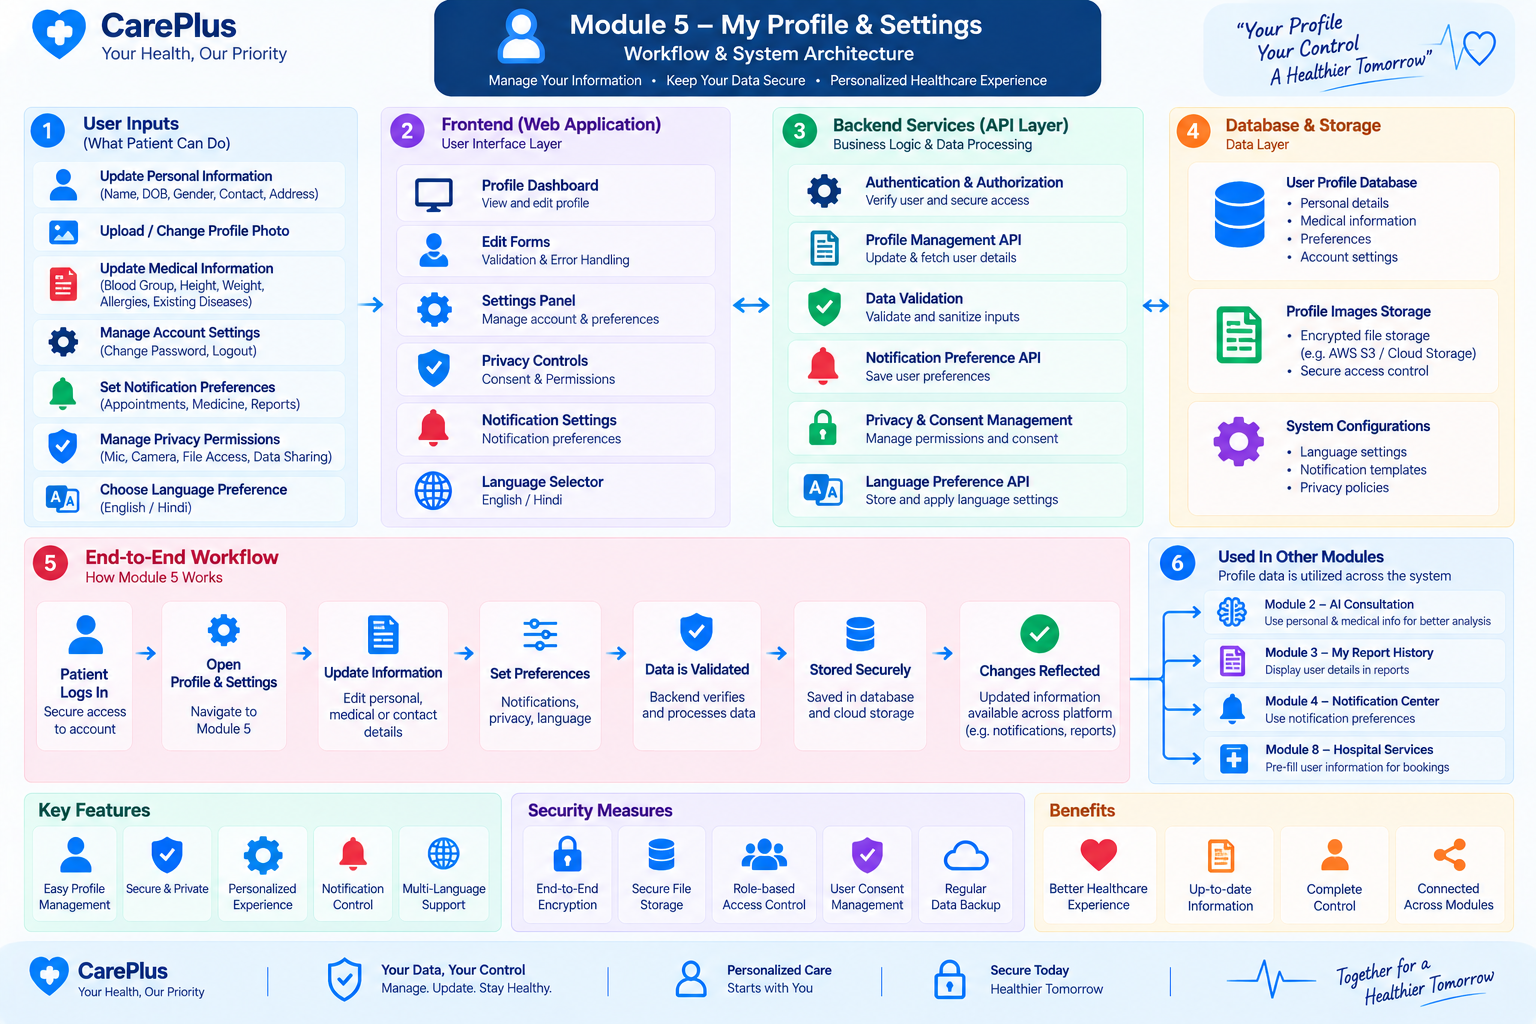 CarePlus
Your Health, Our Priority
Module 5 – My Profile & Settings
Workflow & System Architecture
Manage Your Information • Keep Your Data Secure • Personalized Healthcare Experience
“Your Profile
Your Control
A Healthier Tomorrow”
1
User Inputs
(What Patient Can Do)
Update Personal Information
(Name, DOB, Gender, Contact, Address)
Upload / Change Profile Photo
Update Medical Information
(Blood Group, Height, Weight,
Allergies, Existing Diseases)
Manage Account Settings
(Change Password, Logout)
Set Notification Preferences
(Appointments, Medicine, Reports)
Manage Privacy Permissions
(Mic, Camera, File Access, Data Sharing)
A A
Choose Language Preference
(English / Hindi)
2
Frontend (Web Application)
User Interface Layer
Profile Dashboard
View and edit profile
Edit Forms
Validation & Error Handling
Settings Panel
Manage account & preferences
Privacy Controls
Consent & Permissions
Notification Settings
Notification preferences
Language Selector
English / Hindi
3
Backend Services (API Layer)
Business Logic & Data Processing
Authentication & Authorization
Verify user and secure access
Profile Management API
Update & fetch user details
Data Validation
Validate and sanitize inputs
Notification Preference API
Save user preferences
Privacy & Consent Management
Manage permissions and consent
A A
Language Preference API
Store and apply language settings
4
Database & Storage
Data Layer
User Profile Database
• Personal details
• Medical information
• Preferences
• Account settings
Profile Images Storage
• Encrypted file storage
(e.g. AWS S3 / Cloud Storage)
• Secure access control
System Configurations
• Language settings
• Notification templates
• Privacy policies
5
End-to-End Workflow
How Module 5 Works
Patient
Logs In
Secure access
to account
Open
Profile & Settings
Navigate to
Module 5
Update Information
Edit personal,
medical or contact
details
Set Preferences
Notifications,
privacy, language
Data is Validated
Backend verifies
and processes data
Stored Securely
Saved in database
and cloud storage
Changes Reflected
Updated information
available across platform
(e.g. notifications, reports)
6
Used In Other Modules
Profile data is utilized across the system
Module 2 – AI Consultation
Use personal & medical info for better analysis
Module 3 – My Report History
Display user details in reports
Module 4 – Notification Center
Use notification preferences
Module 8 – Hospital Services
Pre-fill user information for bookings
Key Features
Easy Profile
Management
Secure & Private
Personalized
Experience
Notification
Control
Multi-Language
Support
Security Measures
End-to-End
Encryption
Secure File
Storage
Role-based
Access Control
User Consent
Management
Regular
Data Backup
Benefits
Better Healthcare
Experience
Up-to-date
Information
Complete
Control
Connected
Across Modules
CarePlus
Your Health, Our Priority
Your Data, Your Control
Manage. Update. Stay Healthy.
Personalized Care
Starts with You
Secure Today
Healthier Tomorrow
Together for a
Healthier Tomorrow